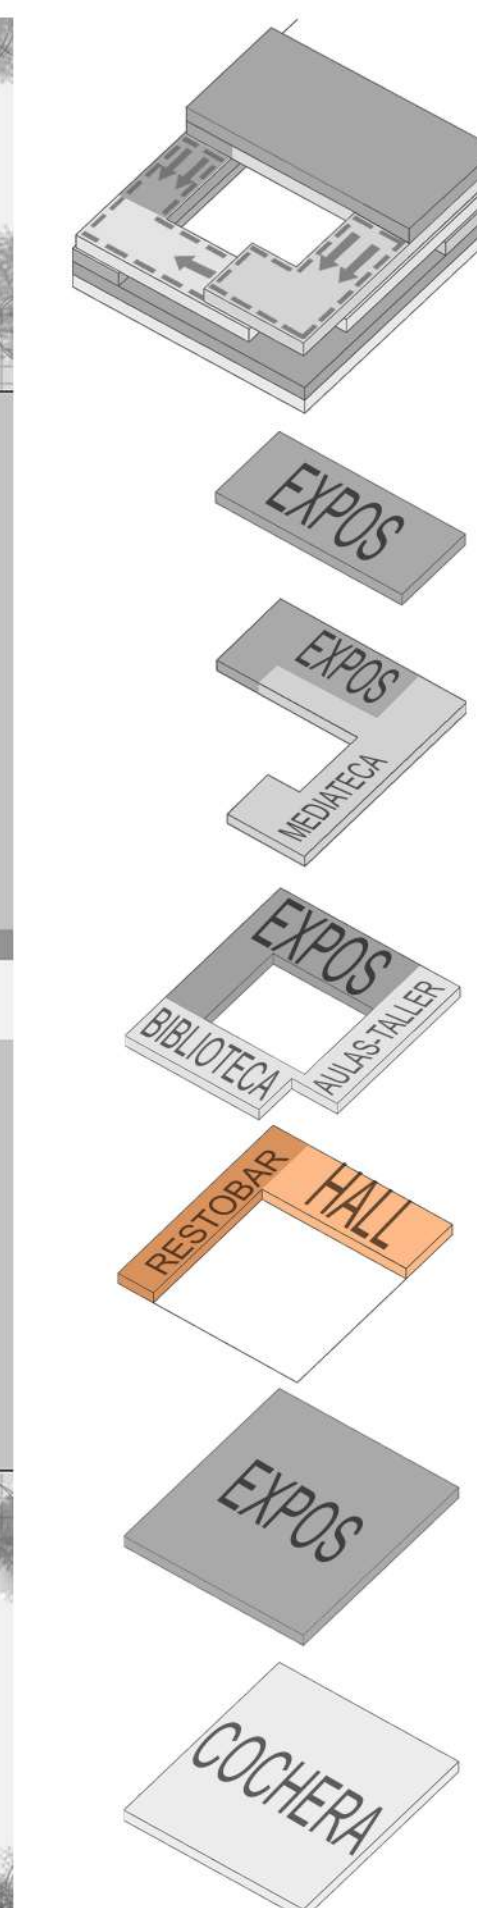 EXPOS
EXPOS
MEDIATECA
EXPOS
BIBLIOTECA
AULAS-TALLER
RESTOBAR
HALL
EXPOS
COCHERA